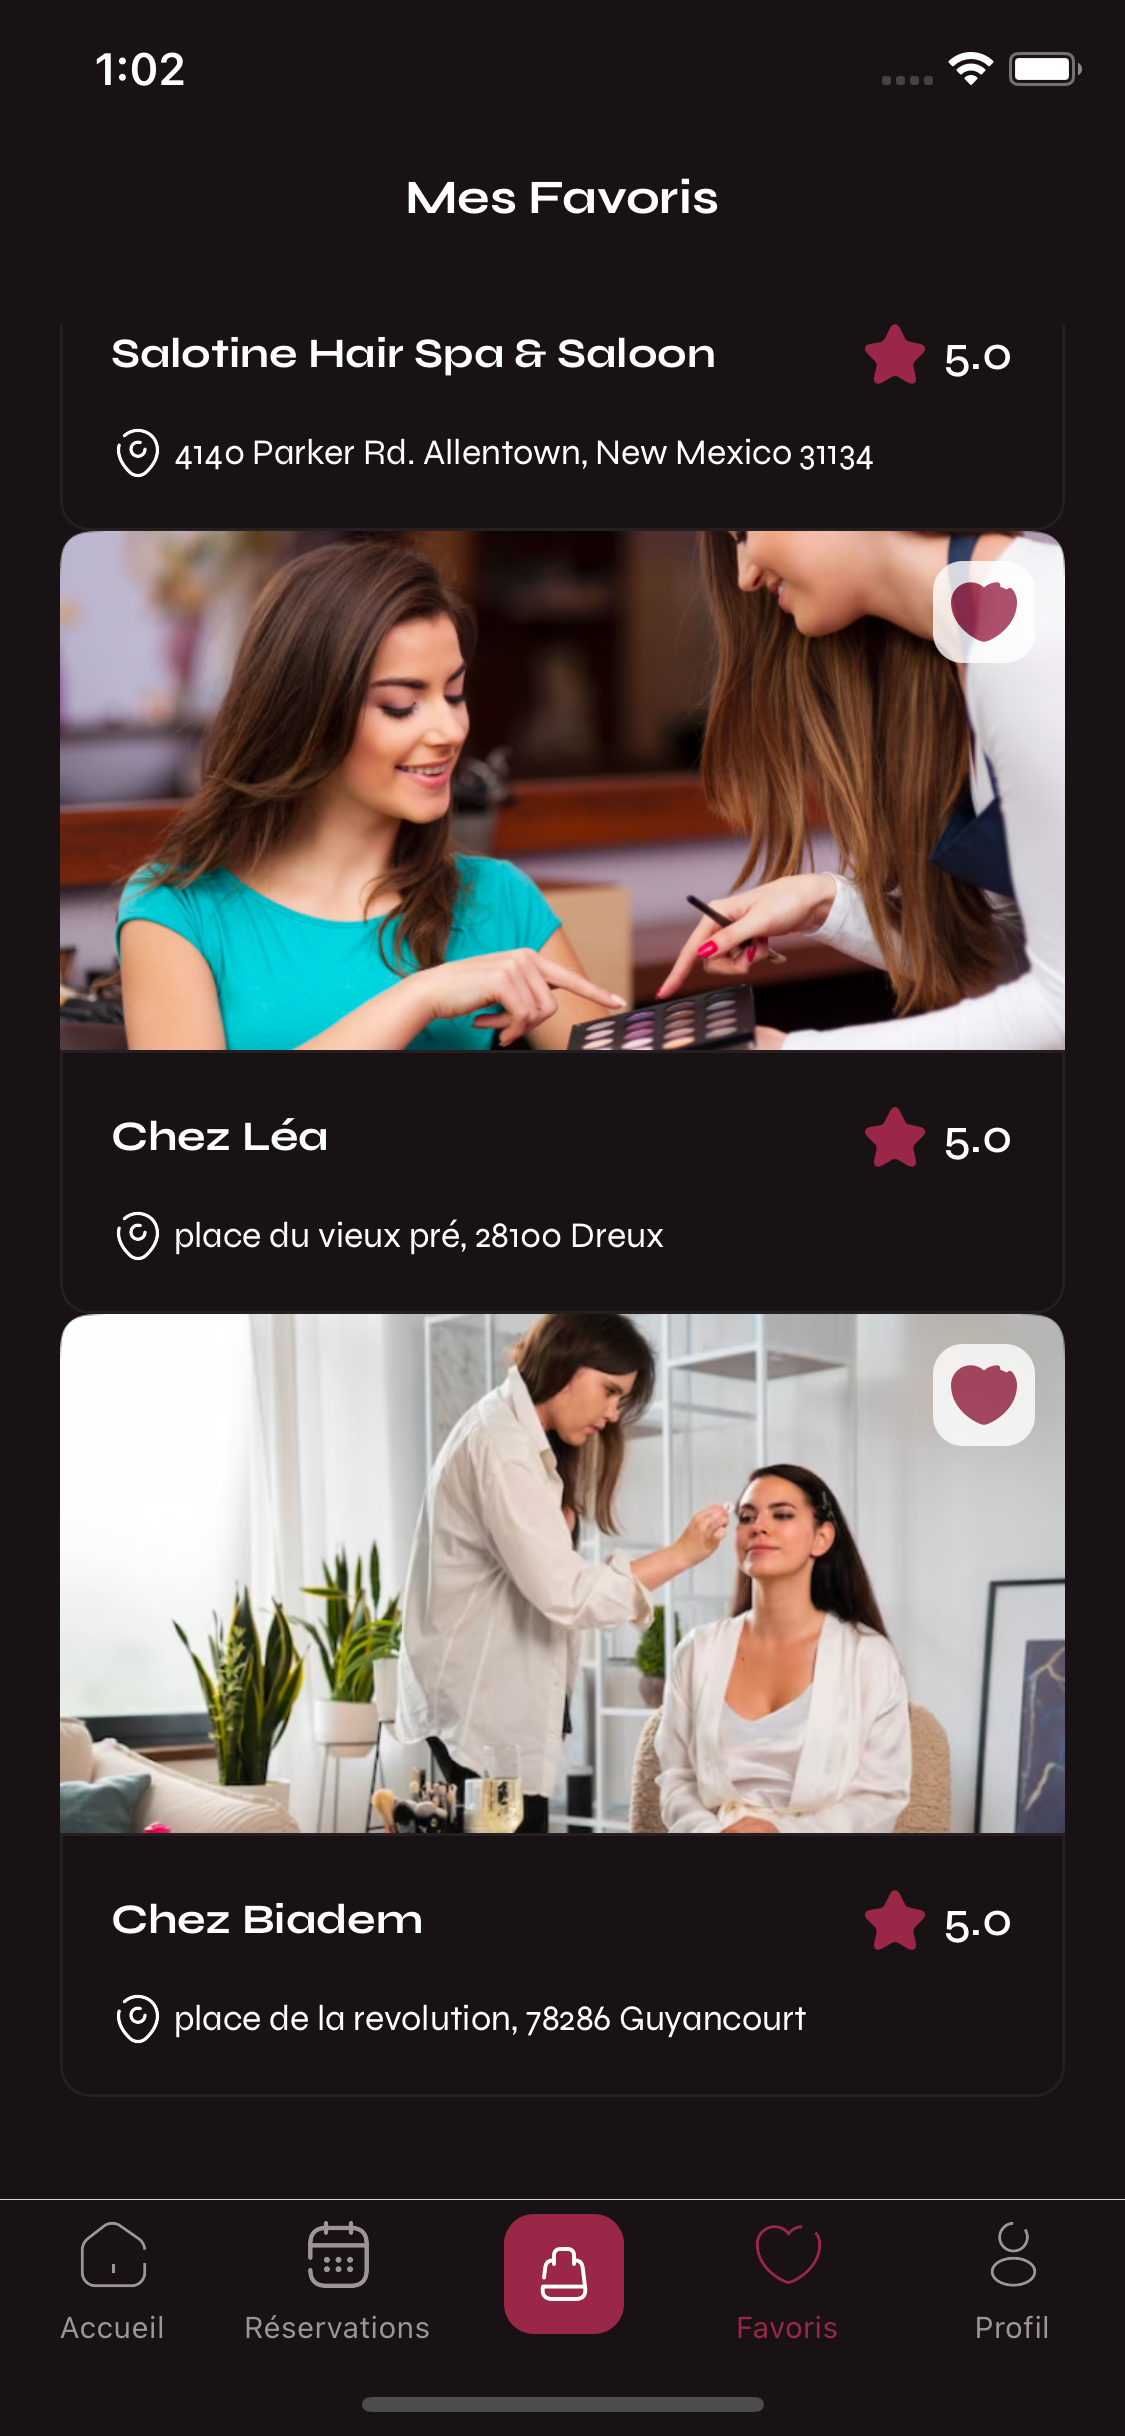 1:02
Mes Favoris
Salotine Hair Spa & Saloon 5.0
4140 Parker Rd. Allentown, New Mexico 31134
Chez Léa 5.0
place du vieux pré, 28100 Dreux
Chez Biadem 5.0
place de la revolution, 78286 Guyancourt
Accueil Réservations Favoris Profil